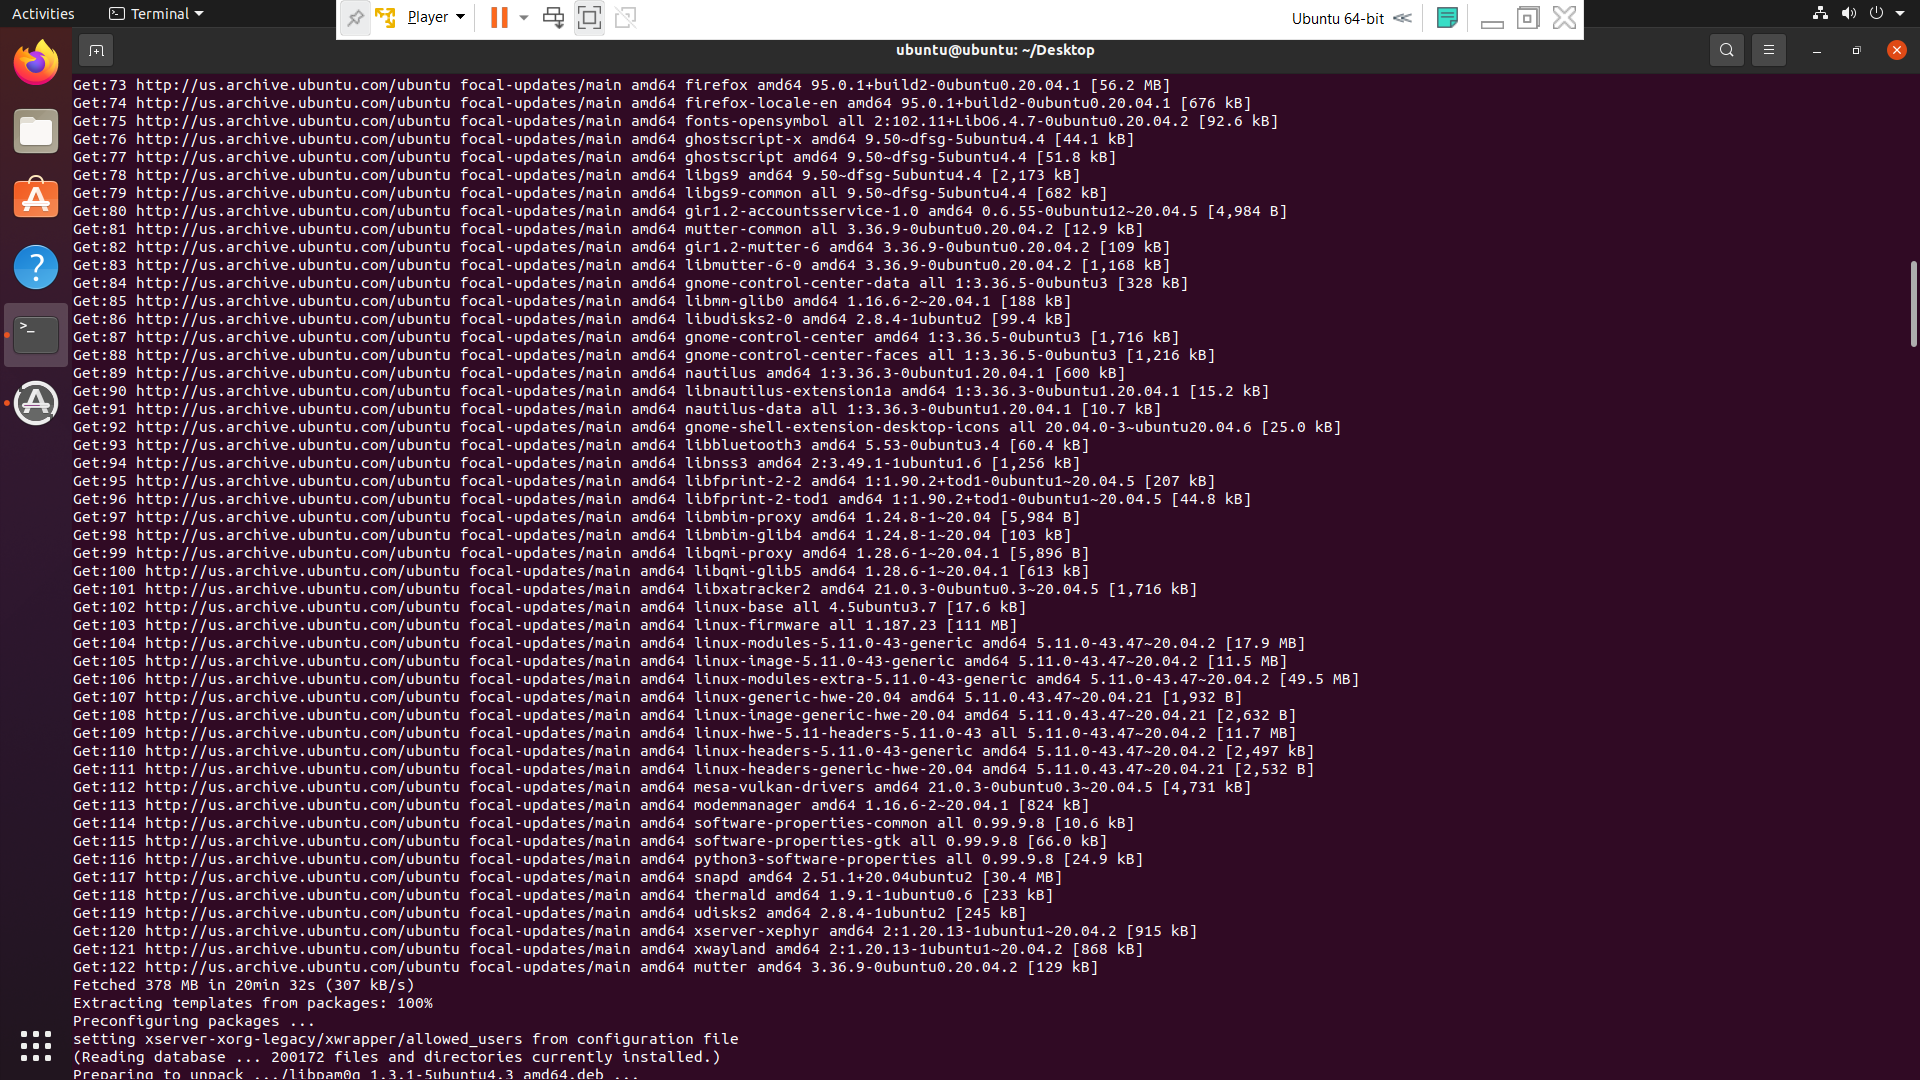 Activities
Terminal
Player
Ubuntu 64-bit
ubuntu@ubuntu: ~/Desktop
Get:73 http://us.archive.ubuntu.com/ubuntu focal-updates/main amd64 firefox amd64 95.0.1+build2-0ubuntu0.20.04.1 [56.2 MB]
Get:74 http://us.archive.ubuntu.com/ubuntu focal-updates/main amd64 firefox-locale-en amd64 95.0.1+build2-0ubuntu0.20.04.1 [676 kB]
Get:75 http://us.archive.ubuntu.com/ubuntu focal-updates/main amd64 fonts-opensymbol all 2:102.11+LibO6.4.7-0ubuntu0.20.04.2 [92.6 kB]
Get:76 http://us.archive.ubuntu.com/ubuntu focal-updates/main amd64 ghostscript-x amd64 9.50~dfsg-5ubuntu4.4 [44.1 kB]
Get:77 http://us.archive.ubuntu.com/ubuntu focal-updates/main amd64 ghostscript amd64 9.50~dfsg-5ubuntu4.4 [51.8 kB]
Get:78 http://us.archive.ubuntu.com/ubuntu focal-updates/main amd64 libgs9 amd64 9.50~dfsg-5ubuntu4.4 [2,173 kB]
Get:79 http://us.archive.ubuntu.com/ubuntu focal-updates/main amd64 libgs9-common all 9.50~dfsg-5ubuntu4.4 [682 kB]
Get:80 http://us.archive.ubuntu.com/ubuntu focal-updates/main amd64 gir1.2-accountsservice-1.0 amd64 0.6.55-0ubuntu12~20.04.5 [4,984 B]
Get:81 http://us.archive.ubuntu.com/ubuntu focal-updates/main amd64 mutter-common all 3.36.9-0ubuntu0.20.04.2 [12.9 kB]
Get:82 http://us.archive.ubuntu.com/ubuntu focal-updates/main amd64 gir1.2-mutter-6 amd64 3.36.9-0ubuntu0.20.04.2 [109 kB]
Get:83 http://us.archive.ubuntu.com/ubuntu focal-updates/main amd64 libmutter-6-0 amd64 3.36.9-0ubuntu0.20.04.2 [1,168 kB]
Get:84 http://us.archive.ubuntu.com/ubuntu focal-updates/main amd64 gnome-control-center-data all 1:3.36.5-0ubuntu3 [328 kB]
Get:85 http://us.archive.ubuntu.com/ubuntu focal-updates/main amd64 libmm-glib0 amd64 1.16.6-2~20.04.1 [188 kB]
Get:86 http://us.archive.ubuntu.com/ubuntu focal-updates/main amd64 libudisks2-0 amd64 2.8.4-1ubuntu2 [99.4 kB]
Get:87 http://us.archive.ubuntu.com/ubuntu focal-updates/main amd64 gnome-control-center amd64 1:3.36.5-0ubuntu3 [1,716 kB]
Get:88 http://us.archive.ubuntu.com/ubuntu focal-updates/main amd64 gnome-control-center-faces all 1:3.36.5-0ubuntu3 [1,216 kB]
Get:89 http://us.archive.ubuntu.com/ubuntu focal-updates/main amd64 nautilus amd64 1:3.36.3-0ubuntu1.20.04.1 [600 kB]
Get:90 http://us.archive.ubuntu.com/ubuntu focal-updates/main amd64 libnautilus-extension1a amd64 1:3.36.3-0ubuntu1.20.04.1 [15.2 kB]
Get:91 http://us.archive.ubuntu.com/ubuntu focal-updates/main amd64 nautilus-data all 1:3.36.3-0ubuntu1.20.04.1 [10.7 kB]
Get:92 http://us.archive.ubuntu.com/ubuntu focal-updates/main amd64 gnome-shell-extension-desktop-icons all 20.04.0-3~ubuntu20.04.6 [25.0 kB]
Get:93 http://us.archive.ubuntu.com/ubuntu focal-updates/main amd64 libbluetooth3 amd64 5.53-0ubuntu3.4 [60.4 kB]
Get:94 http://us.archive.ubuntu.com/ubuntu focal-updates/main amd64 libnss3 amd64 2:3.49.1-1ubuntu1.6 [1,256 kB]
Get:95 http://us.archive.ubuntu.com/ubuntu focal-updates/main amd64 libfprint-2-2 amd64 1:1.90.2+tod1-0ubuntu1~20.04.5 [207 kB]
Get:96 http://us.archive.ubuntu.com/ubuntu focal-updates/main amd64 libfprint-2-tod1 amd64 1:1.90.2+tod1-0ubuntu1~20.04.5 [44.8 kB]
Get:97 http://us.archive.ubuntu.com/ubuntu focal-updates/main amd64 libmbim-proxy amd64 1.24.8-1~20.04 [5,984 B]
Get:98 http://us.archive.ubuntu.com/ubuntu focal-updates/main amd64 libmbim-glib4 amd64 1.24.8-1~20.04 [103 kB]
Get:99 http://us.archive.ubuntu.com/ubuntu focal-updates/main amd64 libqmi-proxy amd64 1.28.6-1~20.04.1 [5,896 B]
Get:100 http://us.archive.ubuntu.com/ubuntu focal-updates/main amd64 libqmi-glib5 amd64 1.28.6-1~20.04.1 [613 kB]
Get:101 http://us.archive.ubuntu.com/ubuntu focal-updates/main amd64 libxatracker2 amd64 21.0.3-0ubuntu0.3~20.04.5 [1,716 kB]
Get:102 http://us.archive.ubuntu.com/ubuntu focal-updates/main amd64 linux-base all 4.5ubuntu3.7 [17.6 kB]
Get:103 http://us.archive.ubuntu.com/ubuntu focal-updates/main amd64 linux-firmware all 1.187.23 [111 MB]
Get:104 http://us.archive.ubuntu.com/ubuntu focal-updates/main amd64 linux-modules-5.11.0-43-generic amd64 5.11.0-43.47~20.04.2 [17.9 MB]
Get:105 http://us.archive.ubuntu.com/ubuntu focal-updates/main amd64 linux-image-5.11.0-43-generic amd64 5.11.0-43.47~20.04.2 [11.5 MB]
Get:106 http://us.archive.ubuntu.com/ubuntu focal-updates/main amd64 linux-modules-extra-5.11.0-43-generic amd64 5.11.0-43.47~20.04.2 [49.5 MB]
Get:107 http://us.archive.ubuntu.com/ubuntu focal-updates/main amd64 linux-generic-hwe-20.04 amd64 5.11.0.43.47~20.04.21 [1,932 B]
Get:108 http://us.archive.ubuntu.com/ubuntu focal-updates/main amd64 linux-image-generic-hwe-20.04 amd64 5.11.0.43.47~20.04.21 [2,632 B]
Get:109 http://us.archive.ubuntu.com/ubuntu focal-updates/main amd64 linux-hwe-5.11-headers-5.11.0-43 all 5.11.0-43.47~20.04.2 [11.7 MB]
Get:110 http://us.archive.ubuntu.com/ubuntu focal-updates/main amd64 linux-headers-5.11.0-43-generic amd64 5.11.0-43.47~20.04.2 [2,497 kB]
Get:111 http://us.archive.ubuntu.com/ubuntu focal-updates/main amd64 linux-headers-generic-hwe-20.04 amd64 5.11.0.43.47~20.04.21 [2,532 B]
Get:112 http://us.archive.ubuntu.com/ubuntu focal-updates/main amd64 mesa-vulkan-drivers amd64 21.0.3-0ubuntu0.3~20.04.5 [4,731 kB]
Get:113 http://us.archive.ubuntu.com/ubuntu focal-updates/main amd64 modemmanager amd64 1.16.6-2~20.04.1 [824 kB]
Get:114 http://us.archive.ubuntu.com/ubuntu focal-updates/main amd64 software-properties-common all 0.99.9.8 [10.6 kB]
Get:115 http://us.archive.ubuntu.com/ubuntu focal-updates/main amd64 software-properties-gtk all 0.99.9.8 [66.0 kB]
Get:116 http://us.archive.ubuntu.com/ubuntu focal-updates/main amd64 python3-software-properties all 0.99.9.8 [24.9 kB]
Get:117 http://us.archive.ubuntu.com/ubuntu focal-updates/main amd64 snapd amd64 2.51.1+20.04ubuntu2 [30.4 MB]
Get:118 http://us.archive.ubuntu.com/ubuntu focal-updates/main amd64 thermald amd64 1.9.1-1ubuntu0.6 [233 kB]
Get:119 http://us.archive.ubuntu.com/ubuntu focal-updates/main amd64 udisks2 amd64 2.8.4-1ubuntu2 [245 kB]
Get:120 http://us.archive.ubuntu.com/ubuntu focal-updates/main amd64 xserver-xephyr amd64 2:1.20.13-1ubuntu1~20.04.2 [915 kB]
Get:121 http://us.archive.ubuntu.com/ubuntu focal-updates/main amd64 xwayland amd64 2:1.20.13-1ubuntu1~20.04.2 [868 kB]
Get:122 http://us.archive.ubuntu.com/ubuntu focal-updates/main amd64 mutter amd64 3.36.9-0ubuntu0.20.04.2 [129 kB]
Fetched 378 MB in 20min 32s (307 kB/s)
Extracting templates from packages: 100%
Preconfiguring packages ...
setting xserver-xorg-legacy/xwrapper/allowed_users from configuration file
(Reading database ... 200172 files and directories currently installed.)
Preparing to unpack .../libpam0g_1.3.1-5ubuntu4.3_amd64.deb ...